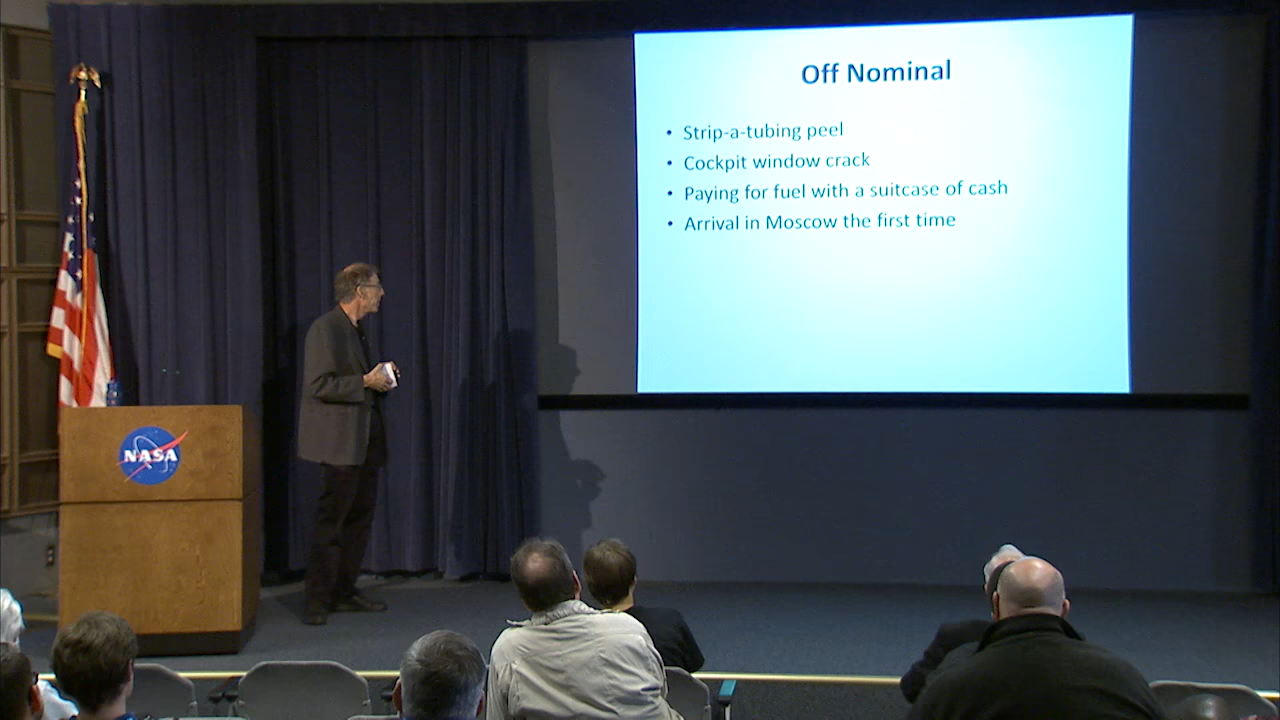 Off Nominal
• Strip-a-tubing peel
• Cockpit window crack
• Paying for fuel with a suitcase of cash
• Arrival in Moscow the first time
NASA